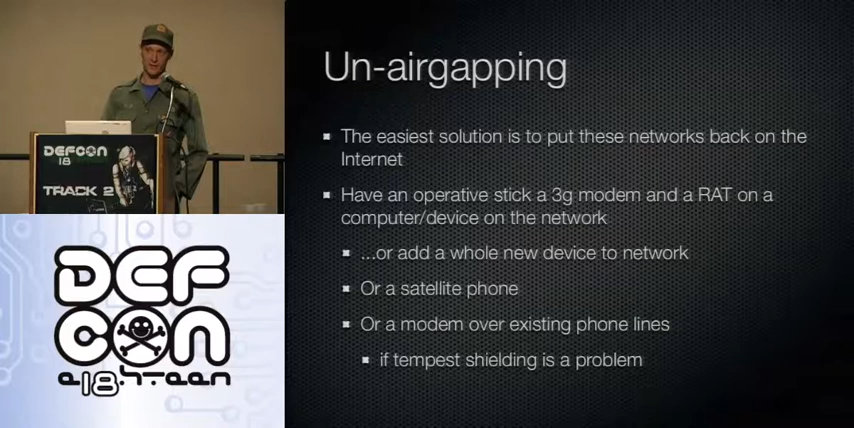 DEFCON
18
TRACK 2
DEF
CON
e18hteen
Un-airgapping
The easiest solution is to put these networks back on the
Internet
Have an operative stick a 3g modem and a RAT on a
computer/device on the network
...or add a whole new device to network
Or a satellite phone
Or a modem over existing phone lines
if tempest shielding is a problem